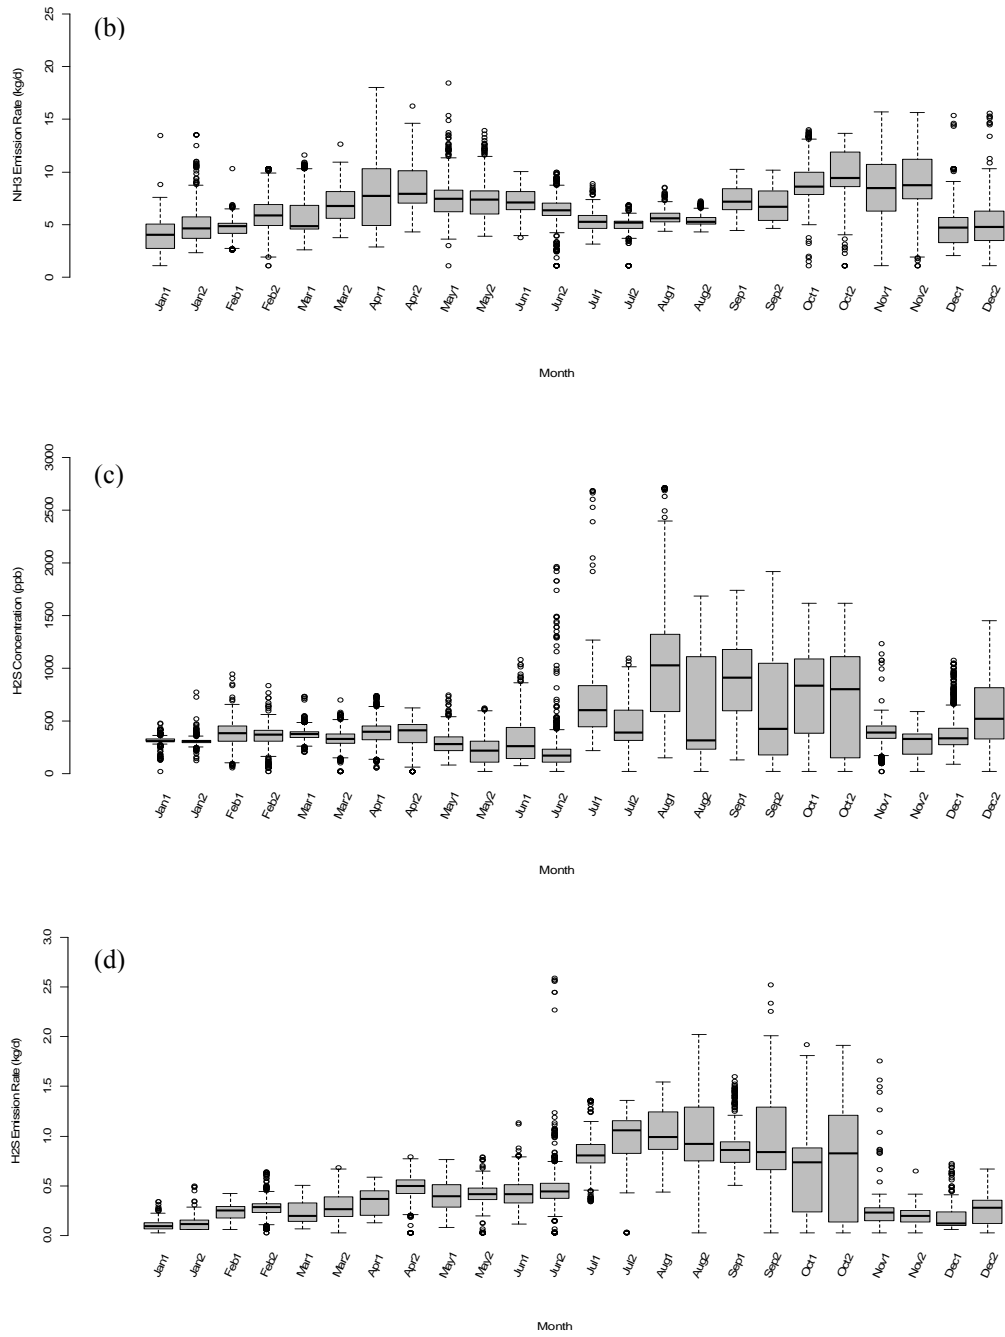 (b)
NH3 Emission Rate (kg/d)
25
20
15
10
5
0
Jan1 Jan2 Feb1 Feb2 Mar1 Mar2 Apr1 Apr2 May1 May2 Jun1 Jun2 Jul1 Jul2 Aug1 Aug2 Sep1 Sep2 Oct1 Oct2 Nov1 Nov2 Dec1 Dec2
Month
(c)
H2S Concentration (ppb)
3000
2500
2000
1500
1000
500
0
Jan1 Jan2 Feb1 Feb2 Mar1 Mar2 Apr1 Apr2 May1 May2 Jun1 Jun2 Jul1 Jul2 Aug1 Aug2 Sep1 Sep2 Oct1 Oct2 Nov1 Nov2 Dec1 Dec2
Month
(d)
H2S Emission Rate (kg/d)
3.0
2.5
2.0
1.5
1.0
0.5
0.0
Jan1 Jan2 Feb1 Feb2 Mar1 Mar2 Apr1 Apr2 May1 May2 Jun1 Jun2 Jul1 Jul2 Aug1 Aug2 Sep1 Sep2 Oct1 Oct2 Nov1 Nov2 Dec1 Dec2
Month